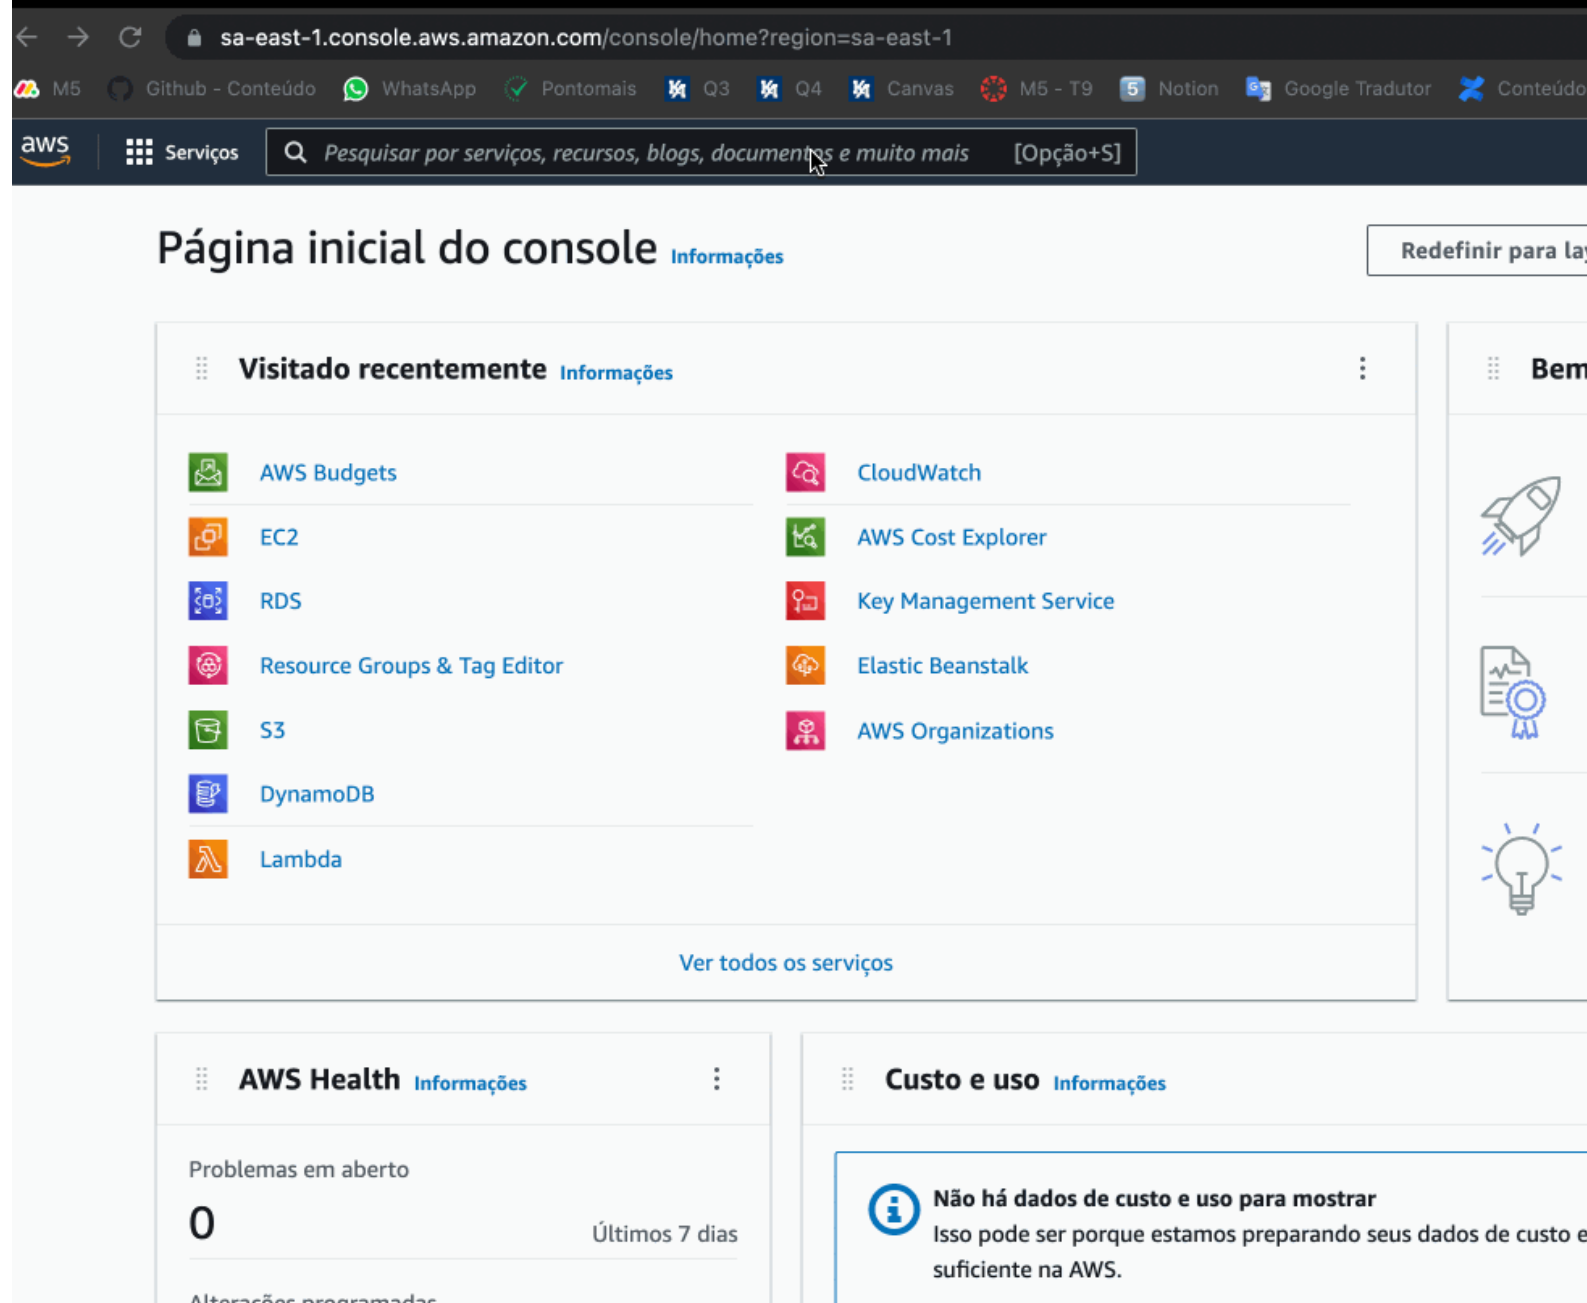 sa-east-1.console.aws.amazon.com/console/home?region=sa-east-1
M5 Github - Conteúdo WhatsApp Pontomais Q3 Q4 Canvas M5 - T9 5 Notion Google Tradutor Conteúdo
aws Serviços Pesquisar por serviços, recursos, blogs, documentos e muito mais [Opção+S]
Página inicial do console Informações
Redefinir para lay
Visitado recentemente Informações
Bem
AWS Budgets
EC2
RDS
Resource Groups & Tag Editor
S3
DynamoDB
Lambda
CloudWatch
AWS Cost Explorer
Key Management Service
Elastic Beanstalk
AWS Organizations
Ver todos os serviços
AWS Health Informações
Problemas em aberto
0
Últimos 7 dias
Alterações programadas
Custo e uso Informações
Não há dados de custo e uso para mostrar
Isso pode ser porque estamos preparando seus dados de custo e
suficiente na AWS.